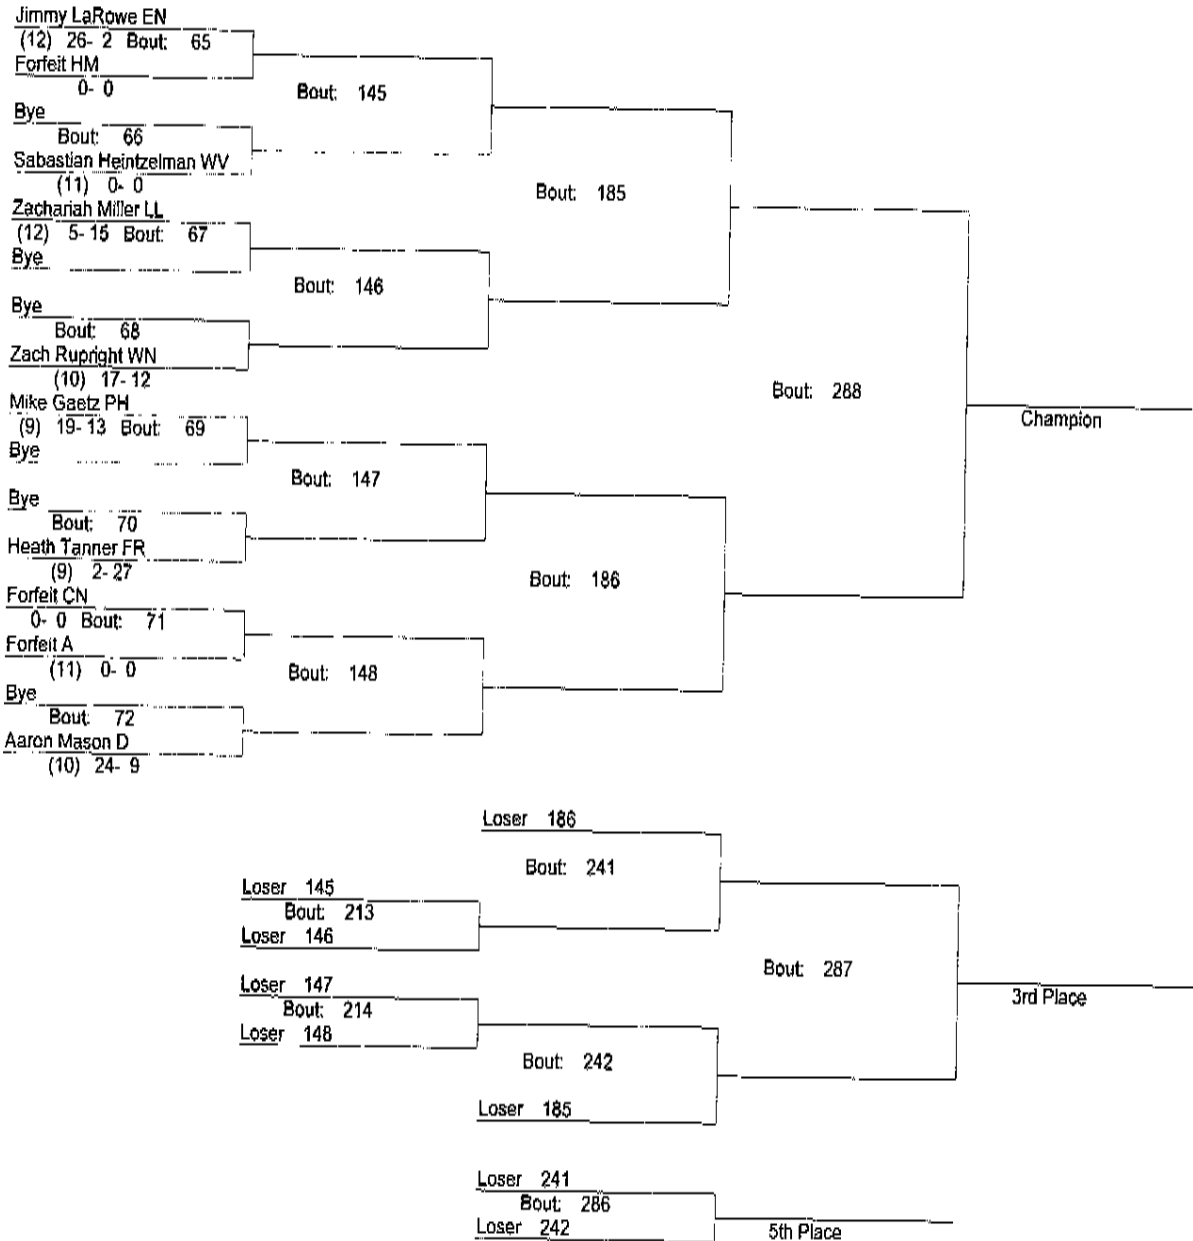 Jimmy LaRowe EN
(12) 26- 2 Bout: 65
Forfeit HM
0- 0
Bout: 145
Bye
Bout: 66
Sabastian Heintzelman WV
(11) 0- 0
Bout: 185
Zachariah Miller LL
(12) 5- 15 Bout: 67
Bye
Bout: 146
Bye
Bout: 68
Zach Rupright WN
(10) 17- 12
Bout: 288
Champion
Mike Gaetz PH
(9) 19- 13 Bout: 69
Bye
Bout: 147
Bye
Bout: 70
Heath Tanner FR
(9) 2- 27
Bout: 186
Forfeit CN
0- 0 Bout: 71
Forfeit A
(11) 0- 0
Bout: 148
Bye
Bout: 72
Aaron Mason D
(10) 24- 9
Loser 186
Bout: 241
Loser 145
Bout: 213
Loser 146
Bout: 287
3rd Place
Loser 147
Bout: 214
Loser 148
Bout: 242
Loser 185
Loser 241
Bout: 286
Loser 242
5th Place